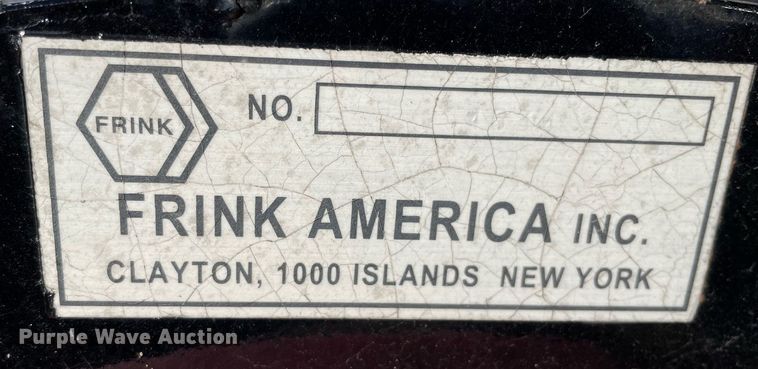 FRINK
NO.
FRINK AMERICA INC.
CLAYTON, 1000 ISLANDS NEW YORK
Purple Wave Auction